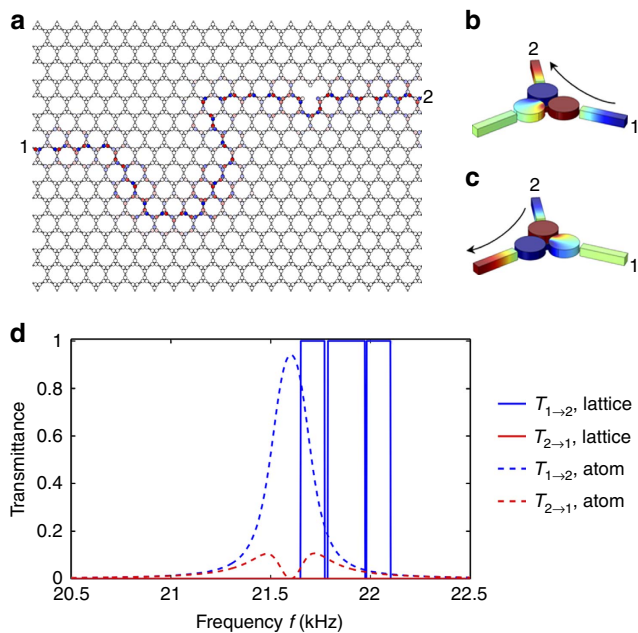 a
1
2
b
2
1
c
2
1
d
Transmittance
1
0.8
0.6
0.4
0.2
0
20.5 21 21.5 22 22.5
Frequency f (kHz)
T1→2, lattice
T2→1, lattice
T1→2, atom
T2→1, atom